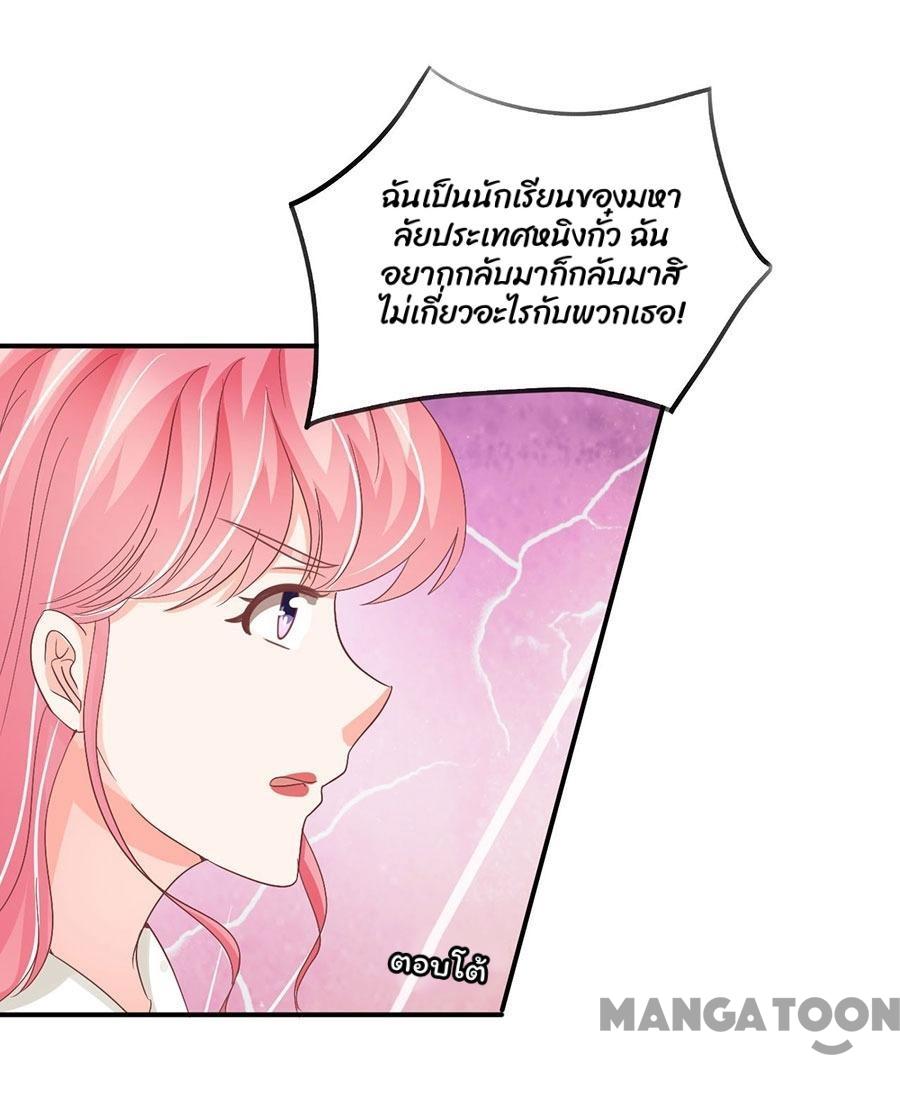 ฉันเป็นนักเรียนของมหา
ลัยประเทศหนิงกั๋ว ฉัน
อยากกลับมาก็กลับมาสิ
ไม่เกี่ยวอะไรกับพวกเธอ!
ตอบโต้
MANGATOON